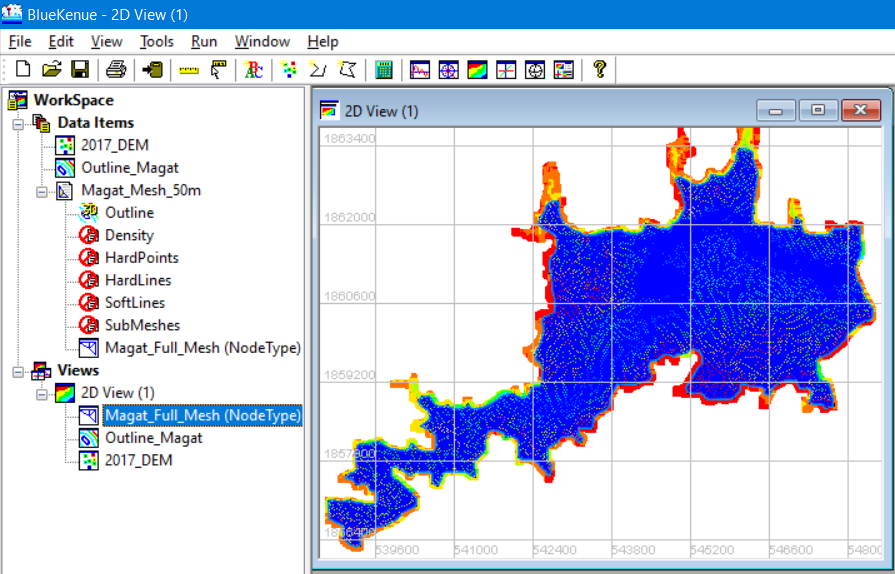 BlueKenue - 2D View (1)
File Edit View Tools Run Window Help
WorkSpace
Data Items
2017_DEM
Outline_Magat
Magat_Mesh_50m
Outline
Density
HardPoints
HardLines
SoftLines
SubMeshes
Magat_Full_Mesh (NodeType)
Views
2D View (1)
Magat_Full_Mesh (NodeType)
Outline_Magat
2017_DEM
2D View (1)
1863400
1862000
1860600
1859200
1857800
539600 541000 542400 543800 545200 546600 54800